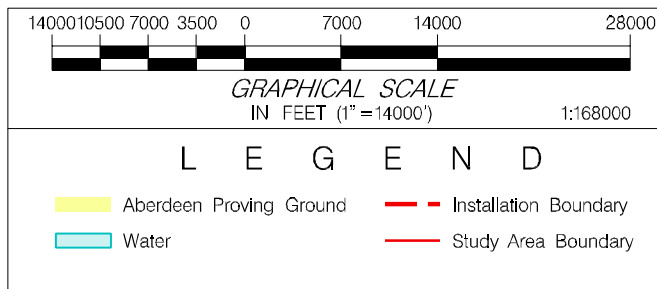 14000 10500 7000 3500 0 7000 14000 28000
GRAPHICAL SCALE
IN FEET (1"=14000') 1:168000
L E G E N D
Aberdeen Proving Ground Installation Boundary
Water Study Area Boundary